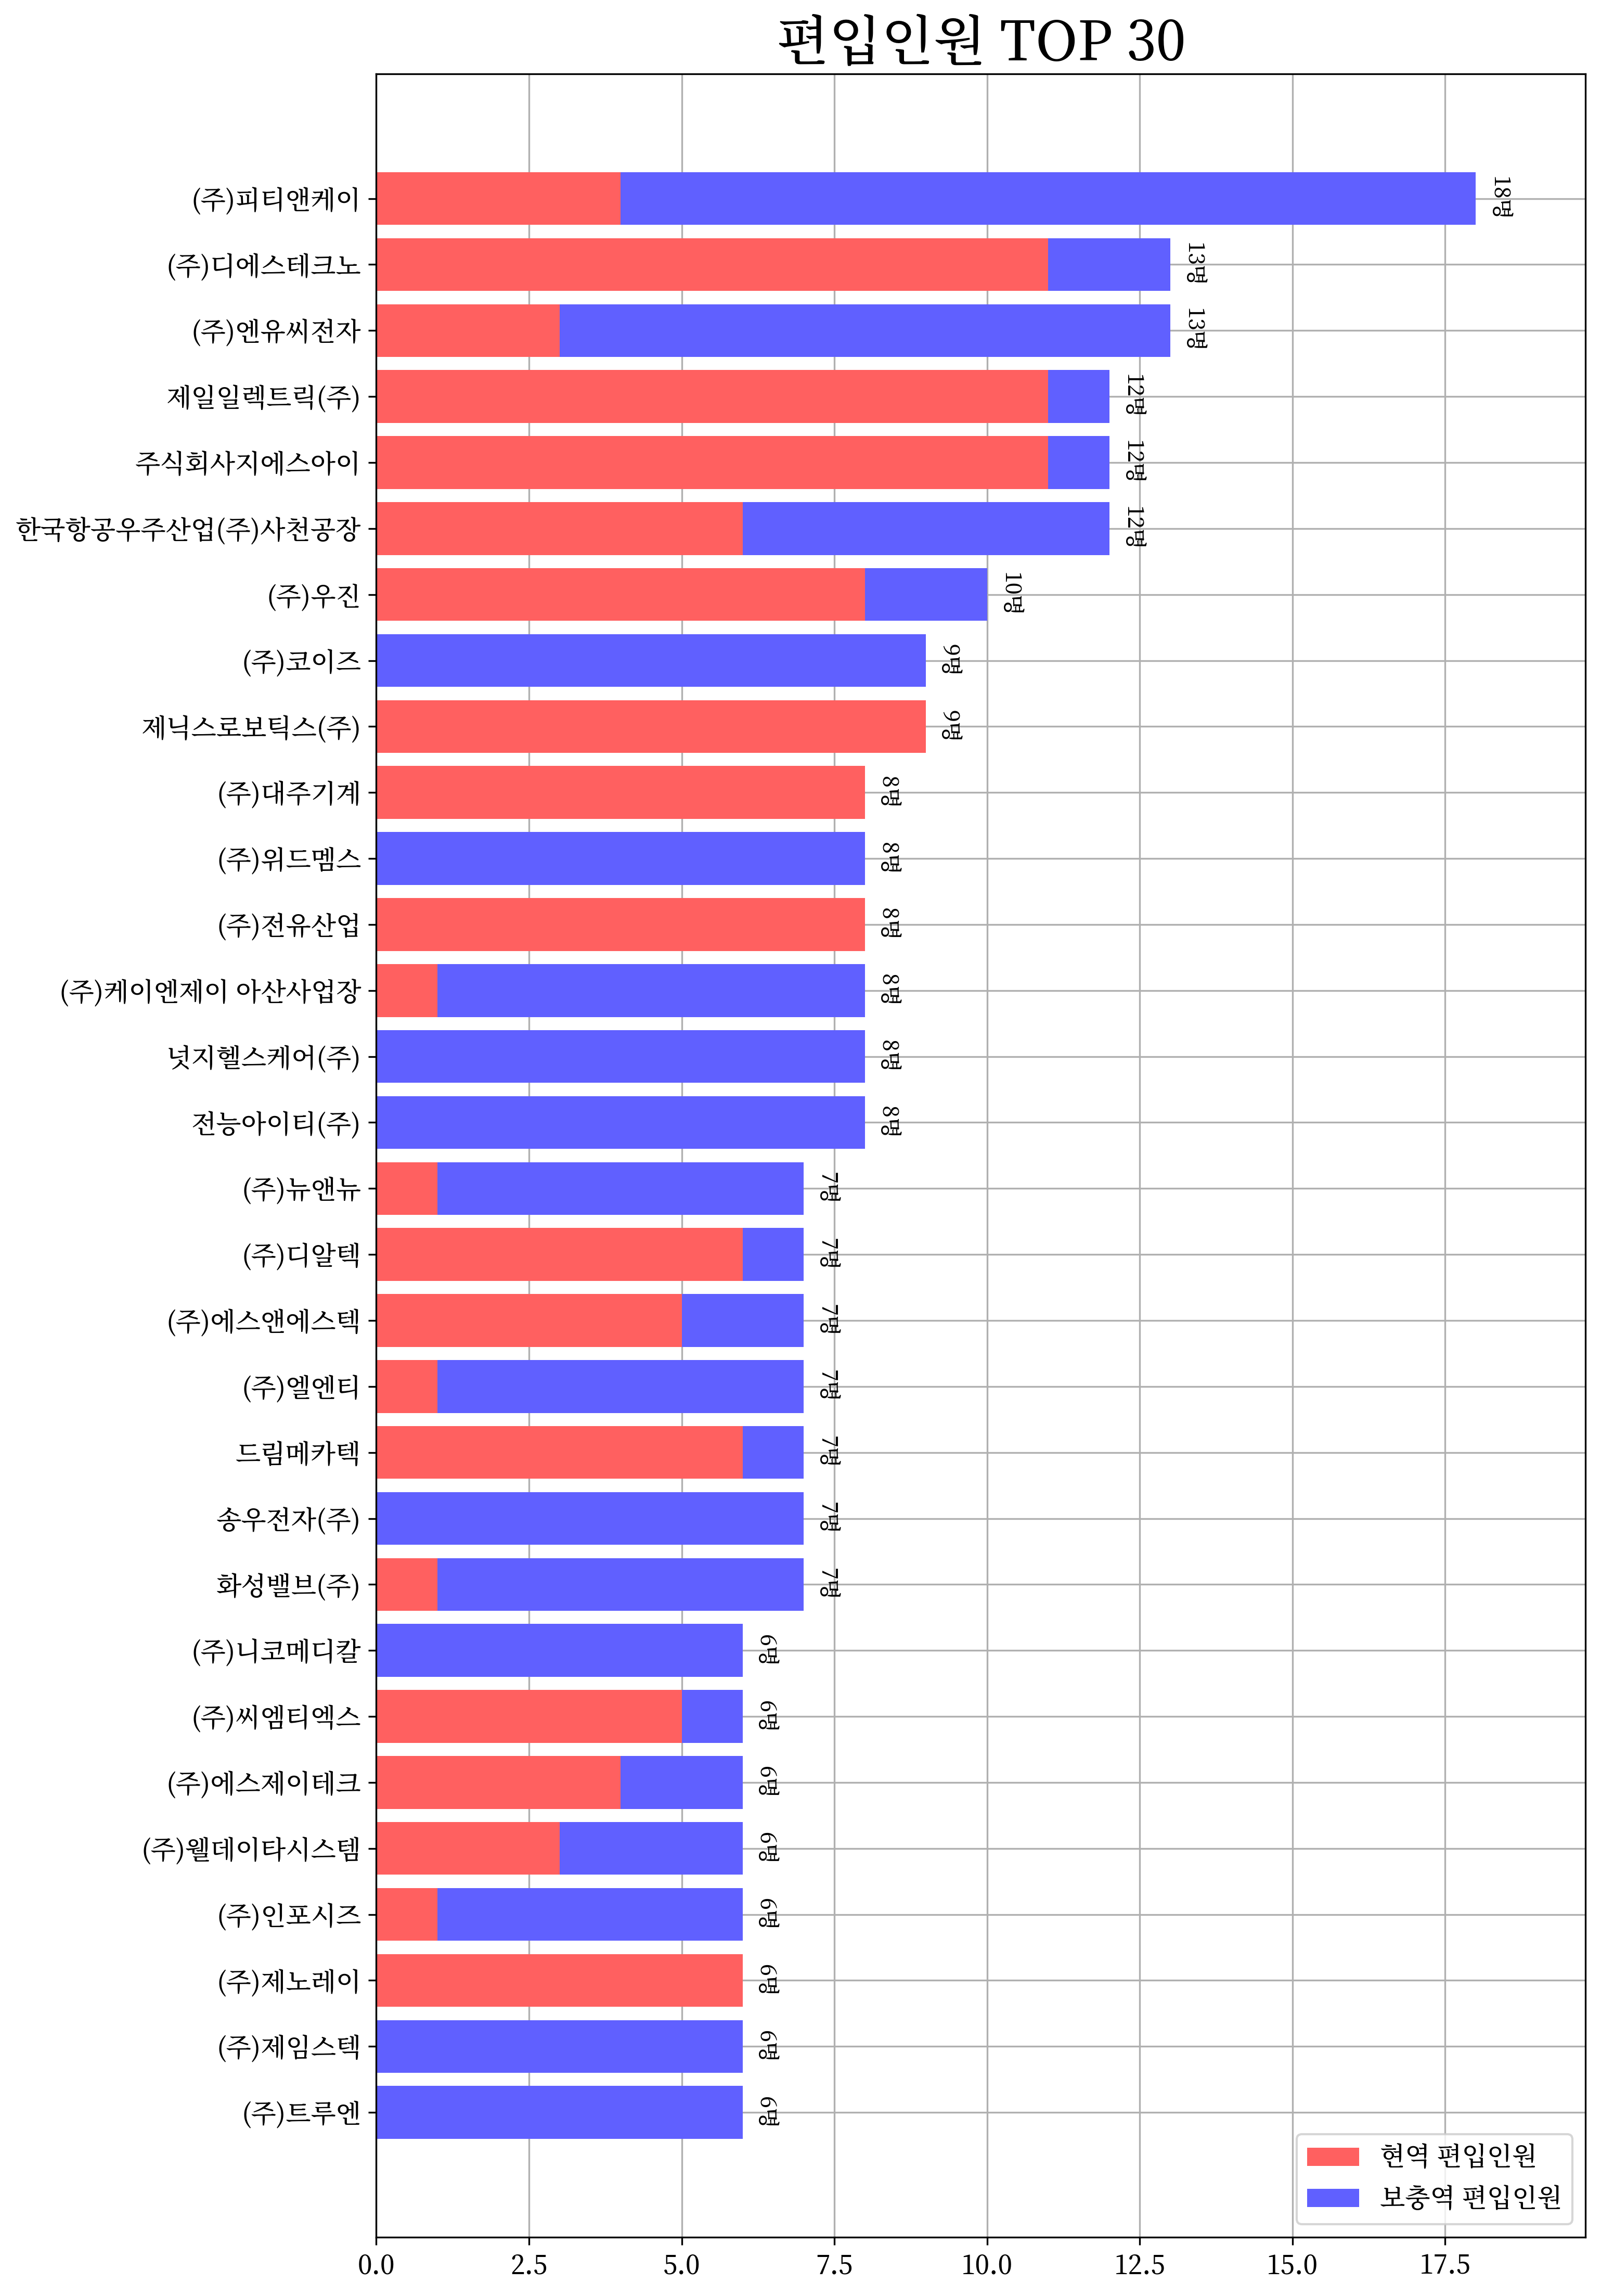 편입인원 TOP 30
(주)피티앤케이 18명
(주)디에스테크노 13명
(주)엔유씨전자 13명
제일일렉트릭(주) 12명
주식회사지에스아이 12명
한국항공우주산업(주)사천공장 12명
(주)우진 10명
(주)코이즈 9명
제닉스로보틱스(주) 9명
(주)대주기계 8명
(주)위드멤스 8명
(주)전유산업 8명
(주)케이엔제이 아산사업장 8명
넛지헬스케어(주) 8명
전능아이티(주) 8명
(주)뉴앤뉴 7명
(주)디알텍 7명
(주)에스앤에스텍 7명
(주)엘엔티 7명
드림메카텍 7명
송우전자(주) 7명
화성밸브(주) 7명
(주)니코메디칼 6명
(주)씨엠티엑스 6명
(주)에스제이테크 6명
(주)웰데이타시스템 6명
(주)인포시즈 6명
(주)제노레이 6명
(주)제임스텍 6명
(주)트루엔 6명
현역 편입인원
보충역 편입인원
0.0 2.5 5.0 7.5 10.0 12.5 15.0 17.5